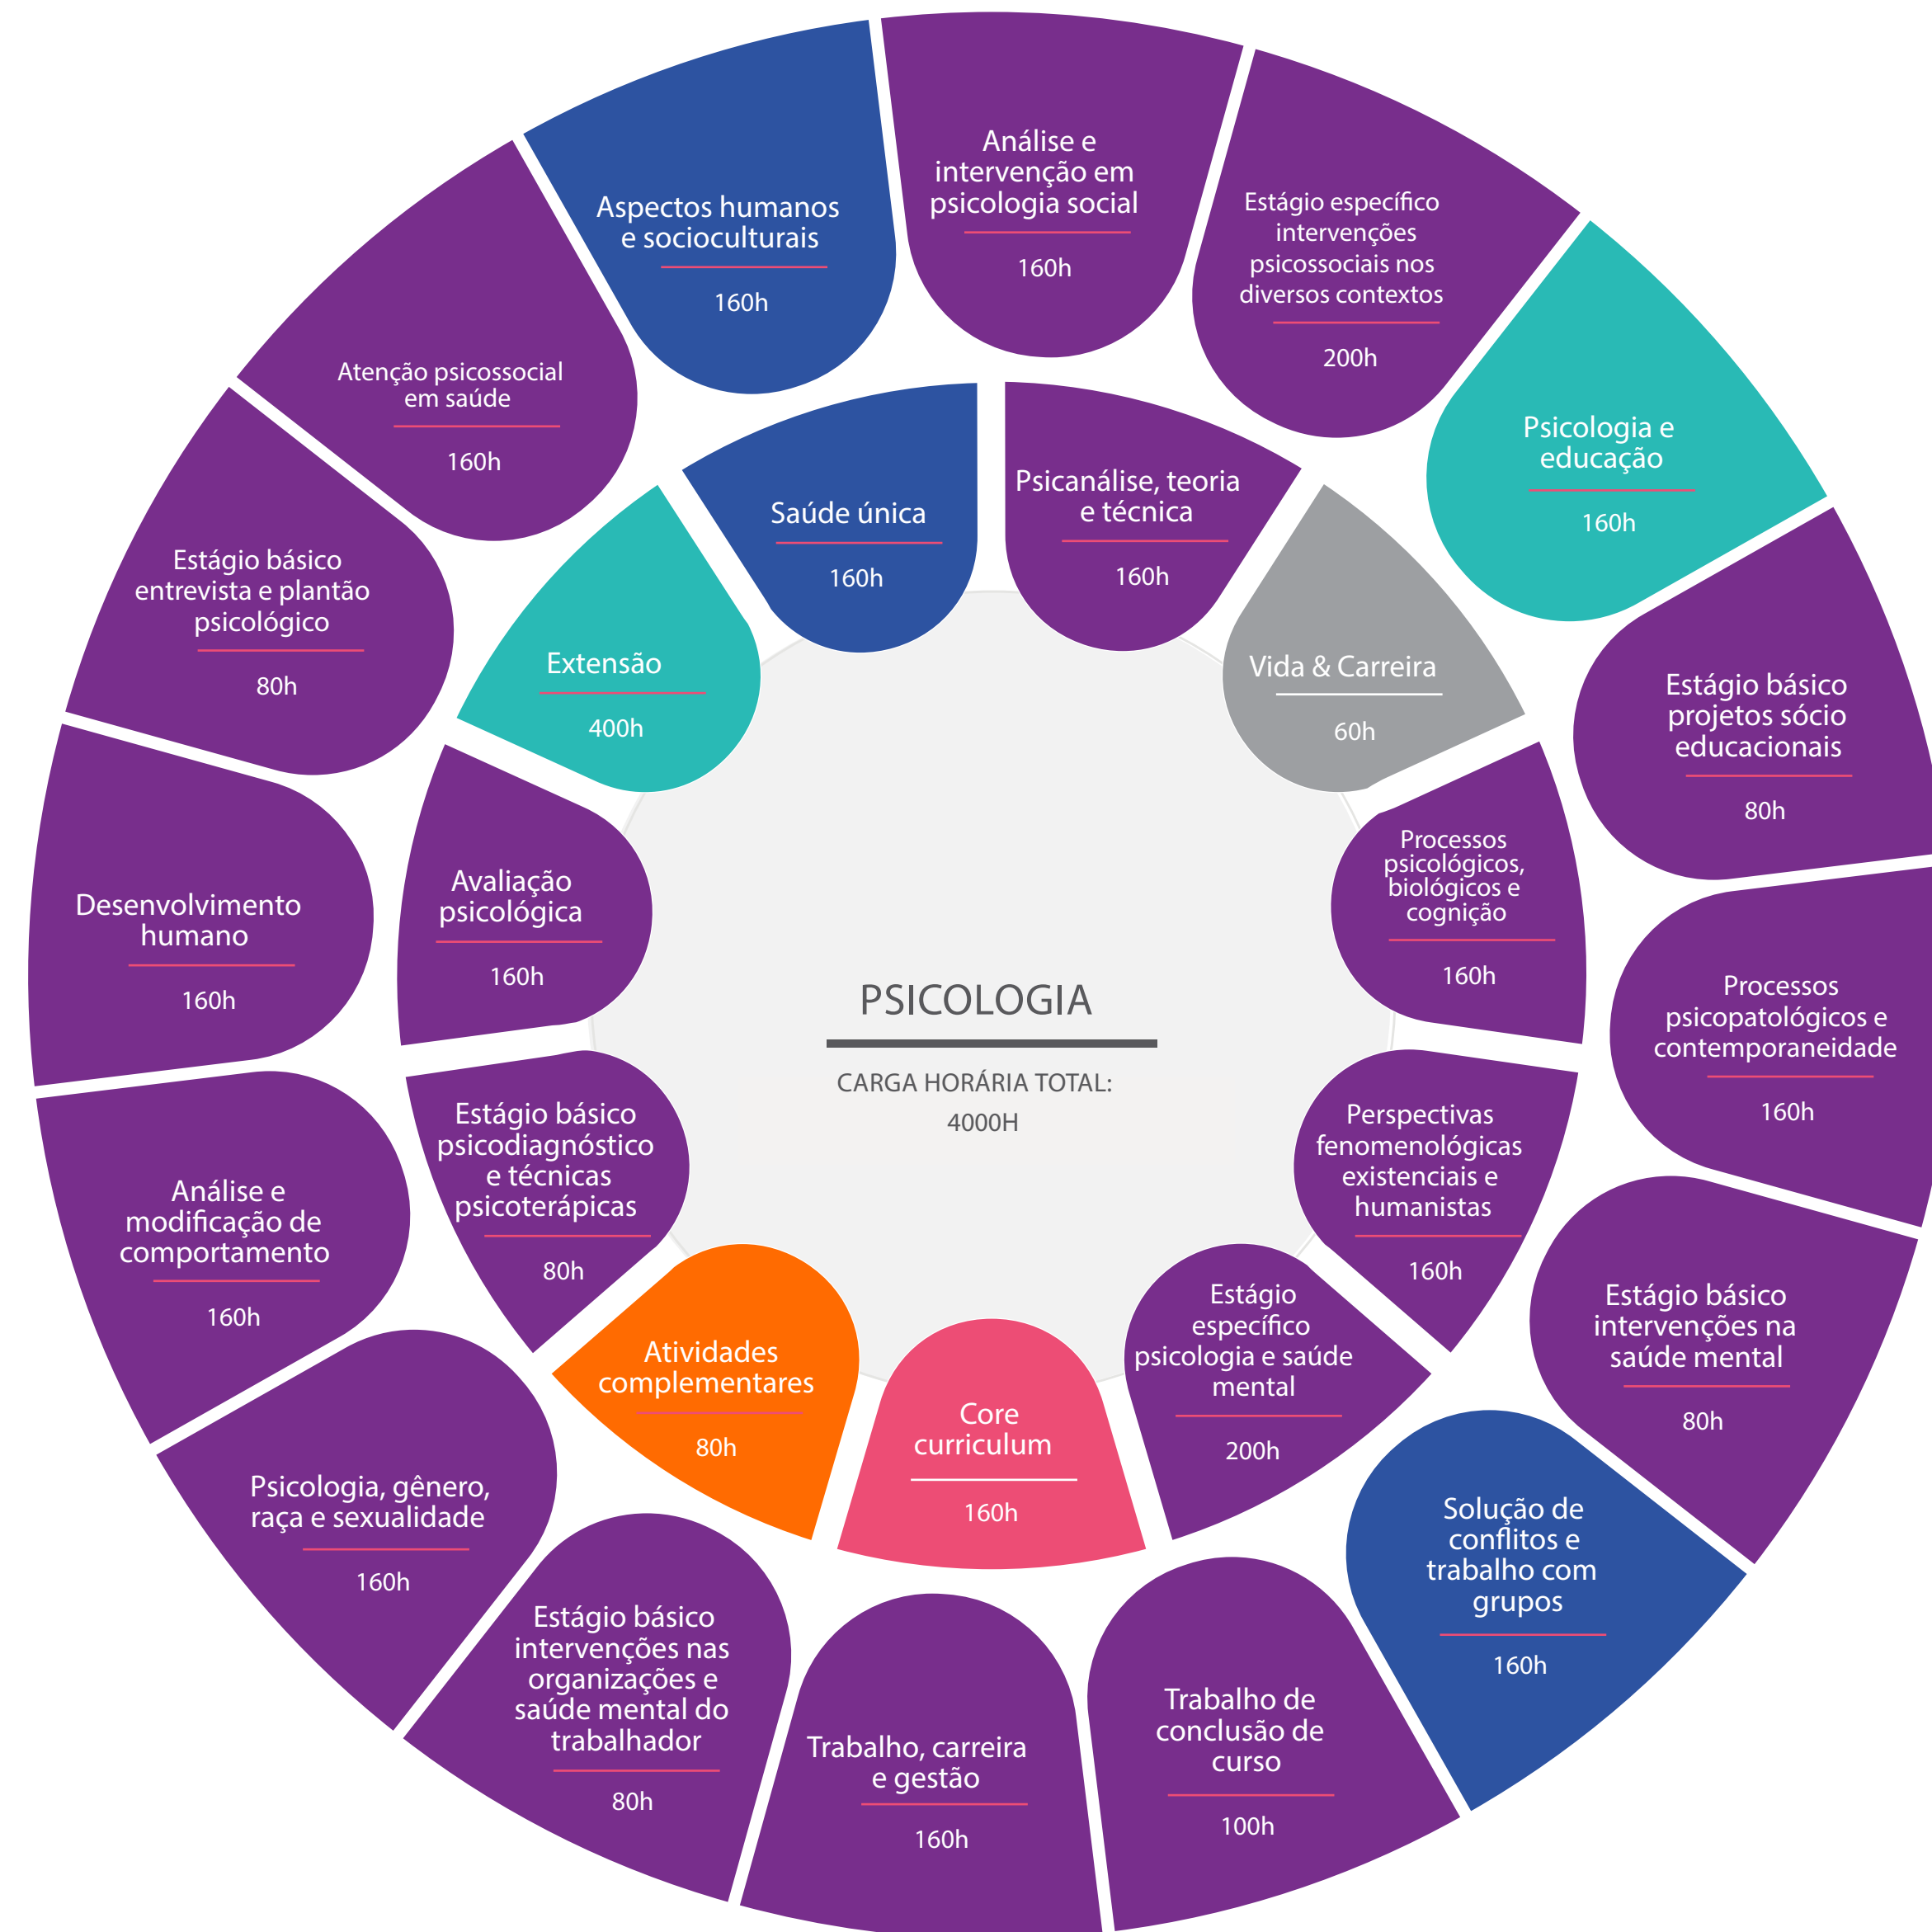 Análise e
intervenção em
psicologia social
160h
Estágio específico
intervenções
psicossociais nos
diversos contextos
200h
Psicologia e
educação
160h
Estágio básico
projetos sócio
educacionais
80h
Processos
psicopatológicos e
contemporaneidade
160h
Estágio básico
intervenções na
saúde mental
80h
Solução de
conflitos e
trabalho com
grupos
160h
Trabalho de
conclusão de
curso
100h
Trabalho, carreira
e gestão
160h
Estágio básico
intervenções nas
organizações e
saúde mental do
trabalhador
80h
Psicologia, gênero,
raça e sexualidade
160h
Análise e
modificação de
comportamento
160h
Desenvolvimento
humano
160h
Estágio básico
entrevista e plantão
psicológico
80h
Atenção psicossocial
em saúde
160h
Aspectos humanos
e socioculturais
160h
Psicanálise, teoria
e técnica
160h
Vida & Carreira
60h
Processos
psicológicos,
biológicos e
cognição
160h
Perspectivas
fenomenológicas
existenciais e
humanistas
160h
Estágio
específico
psicologia e saúde
mental
200h
Core
curriculum
160h
Atividades
complementares
80h
Estágio básico
psicodiagnóstico
e técnicas
psicoterápicas
80h
Avaliação
psicológica
160h
Extensão
400h
Saúde única
160h
PSICOLOGIA
CARGA HORÁRIA TOTAL:
4000H